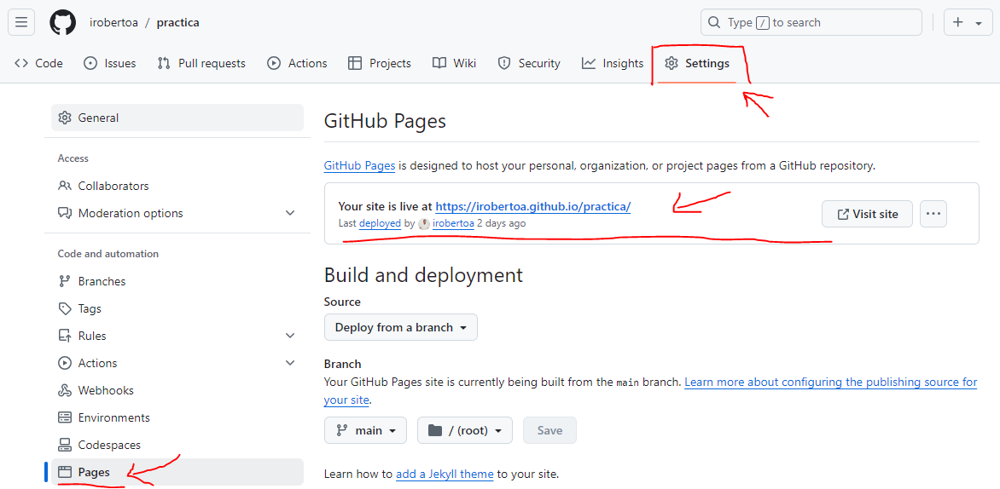 irobertoa / practica
Type / to search
Code
Issues
Pull requests
Actions
Projects
Wiki
Security
Insights
Settings
General
Access
Collaborators
Moderation options
Code and automation
Branches
Tags
Rules
Actions
Webhooks
Environments
Codespaces
Pages
GitHub Pages
GitHub Pages is designed to host your personal, organization, or project pages from a GitHub repository.
Your site is live at https://irobertoa.github.io/practica/
Last deployed by irobertoa 2 days ago
Visit site
Build and deployment
Source
Deploy from a branch
Branch
Your GitHub Pages site is currently being built from the main branch. Learn more about configuring the publishing source for
your site.
main
/ (root)
Save
Learn how to add a Jekyll theme to your site.